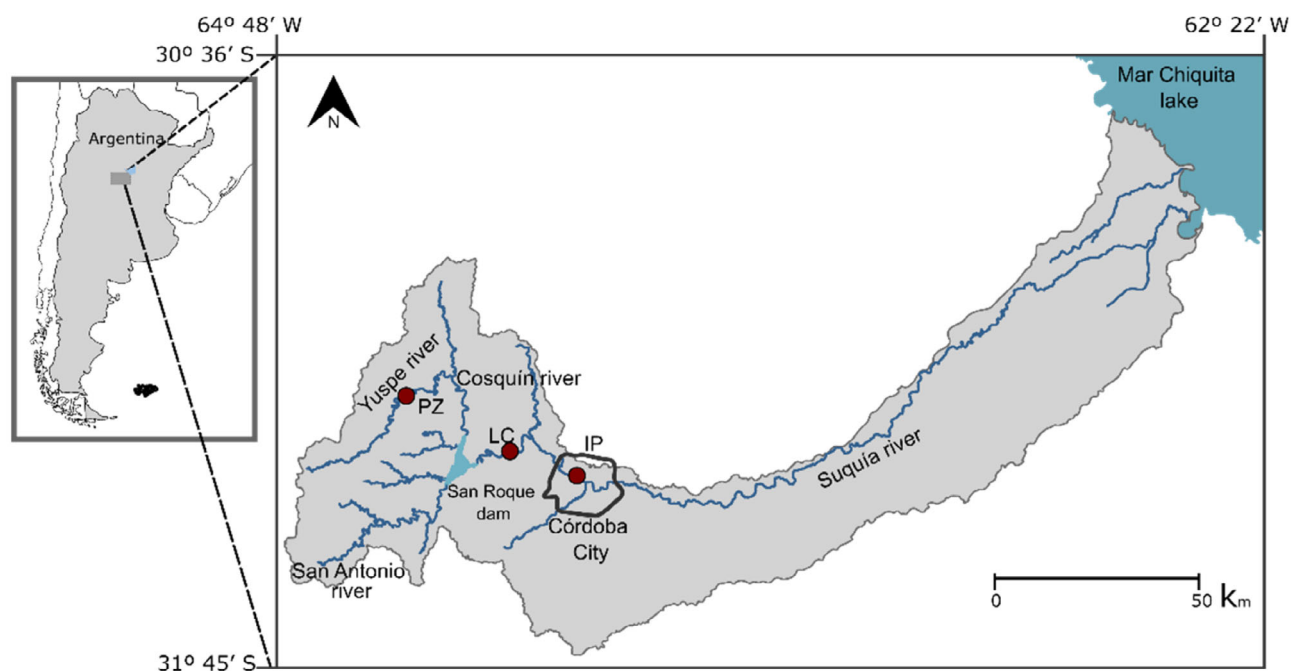 64º 48’ W
62º 22’ W
30º 36’ S
Mar Chiquita
lake
N
Argentina
Yuspe river
Cosquín river
PZ
LC
IP
Suquía river
San Roque
dam
Córdoba
City
San Antonio
river
0
50 km
31º 45’ S